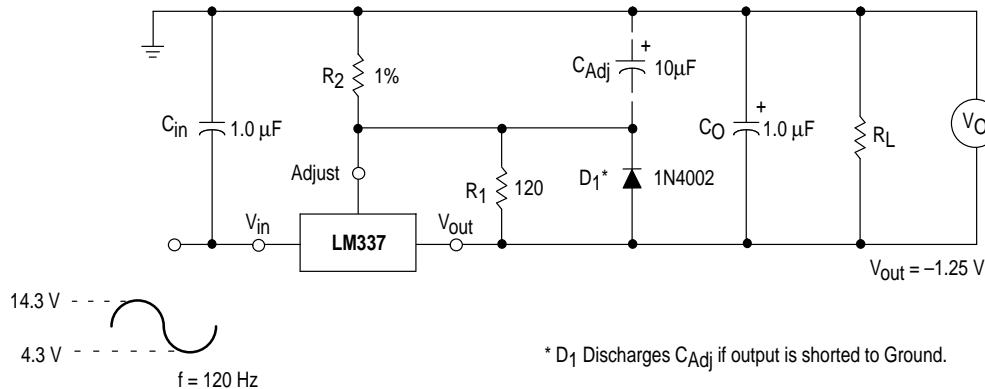 R2 1%
CAdj + 10µF
Cin 1.0 µF
CO + 1.0 µF
RL
VO
Adjust
R1 120
D1* 1N4002
Vin
LM337
Vout
Vout = –1.25 V
14.3 V
4.3 V
f = 120 Hz
* D1 Discharges CAdj if output is shorted to Ground.